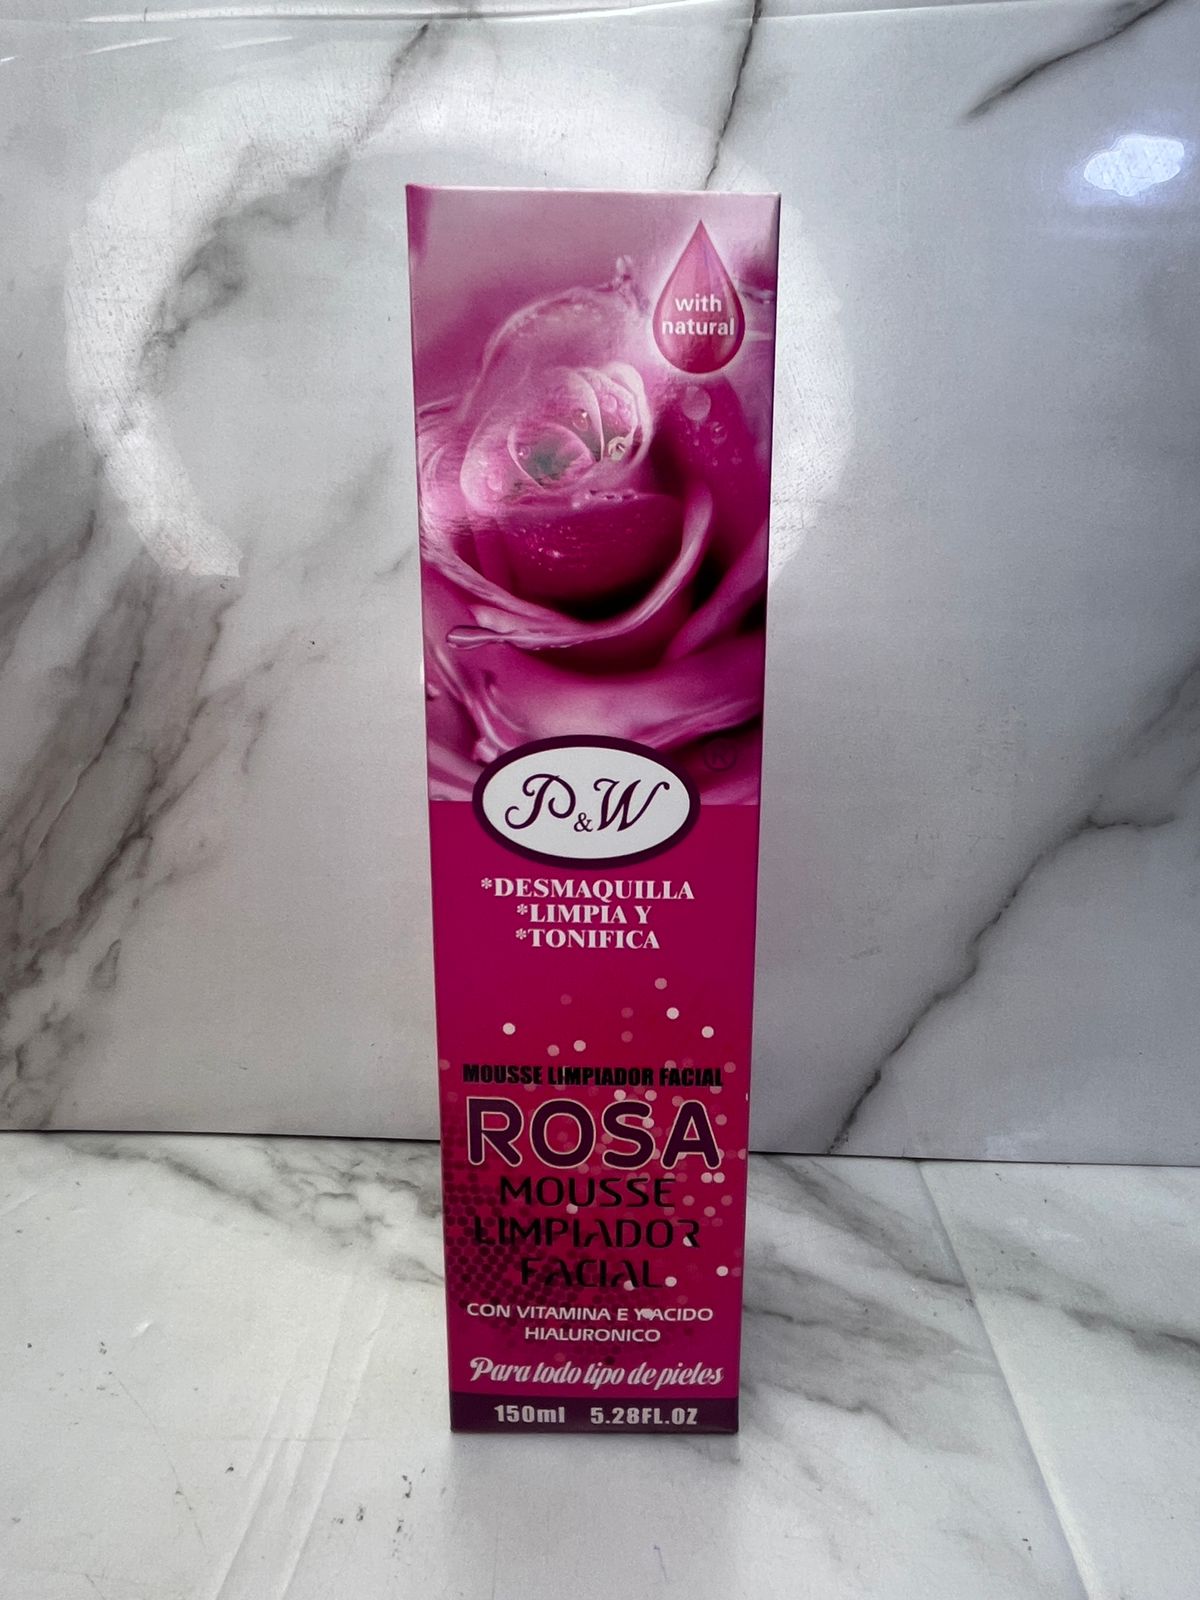 with
natural
®
P&W
*DESMAQUILLA
*LIMPIA Y
*TONIFICA
MOUSSE LIMPIADOR FACIAL
ROSA
MOUSSE
LIMPIADOR
FACIAL
CON VITAMINA E Y ACIDO
HIALURONICO
Para todo tipo de pieles
150ml 5.28FL.OZ